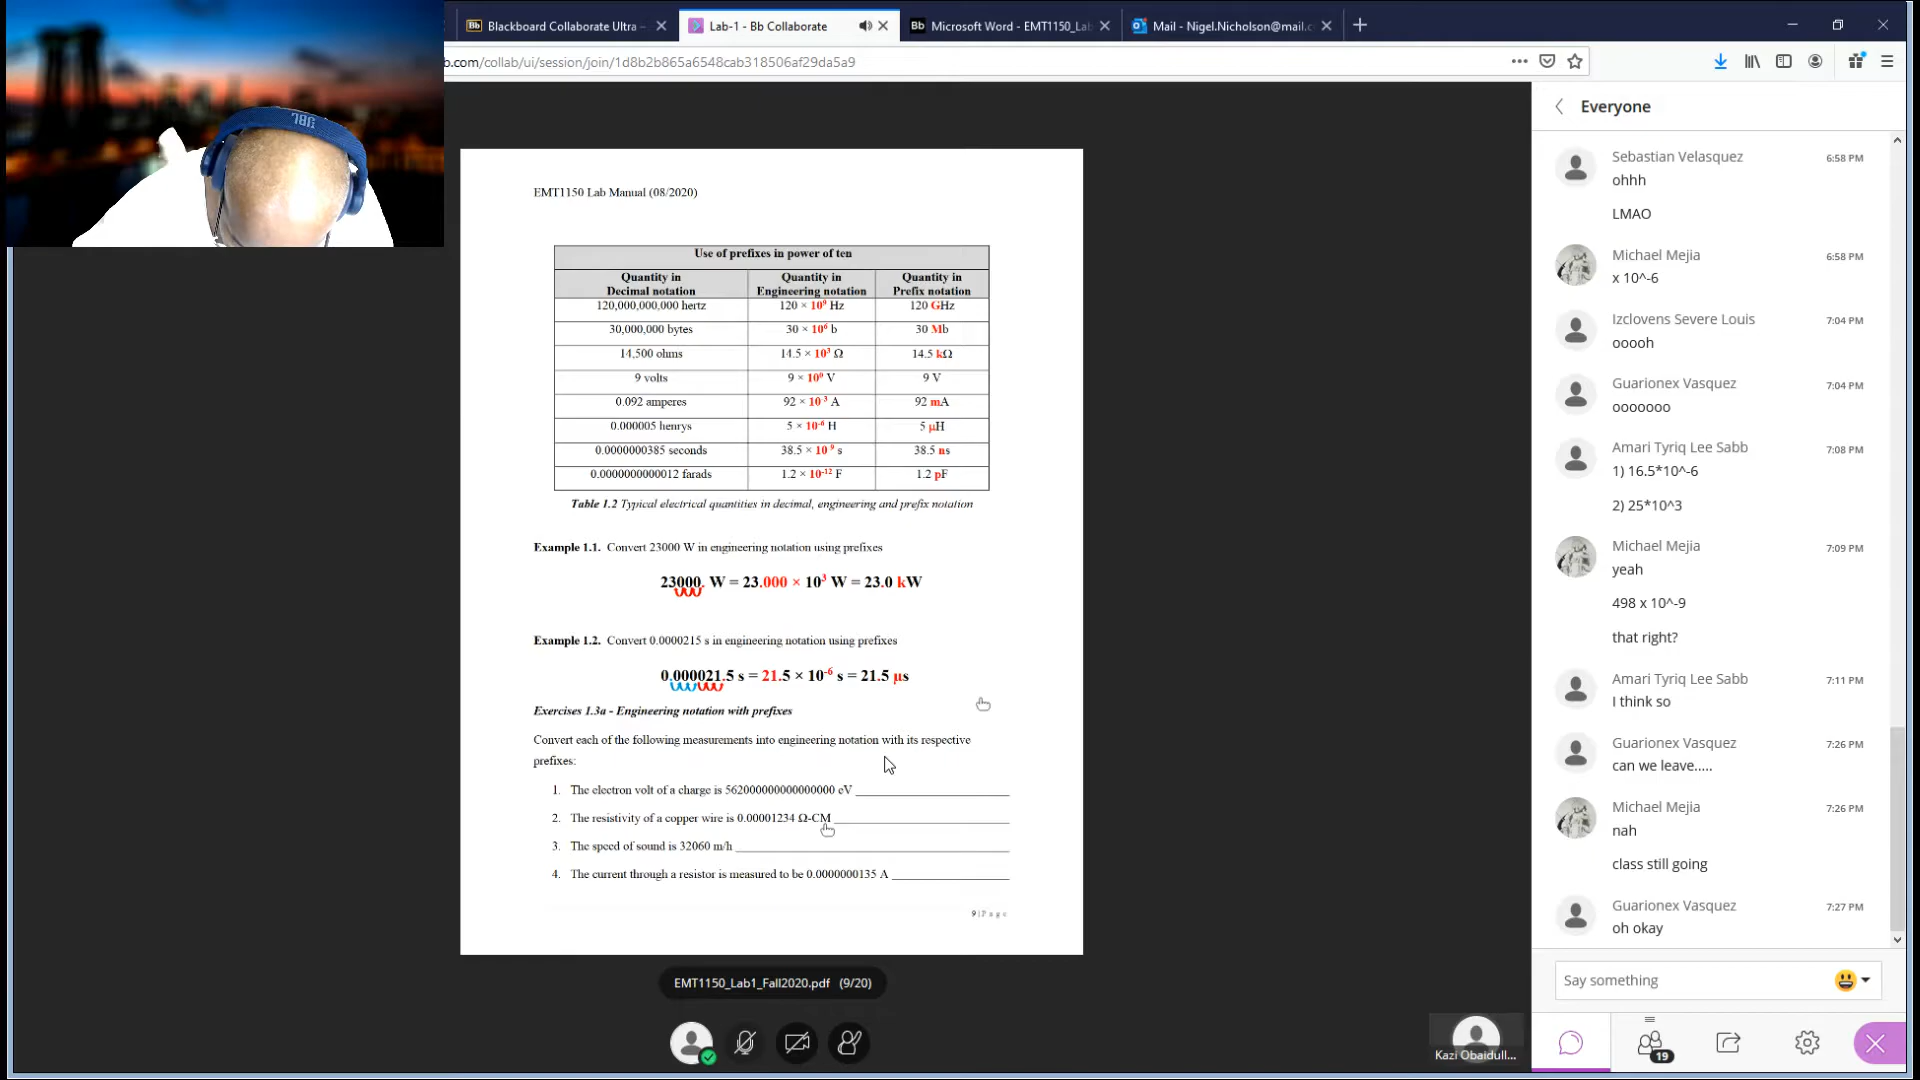 JBL
Blackboard Collaborate Ultra –
Lab-1 - Bb Collaborate
Bb
Microsoft Word - EMT1150_Lab
Mail - Nigel.Nicholson@mail.c
b.com/collab/ui/session/join/1d8b2b865a6548cab318506af29da5a9
EMT1150 Lab Manual (08/2020)
Use of prefixes in power of ten
Quantity in Decimal notation Quantity in Engineering notation Quantity in Prefix notation
120,000,000,000 hertz 120 × 10⁹ Hz 120 GHz
30,000,000 bytes 30 × 10⁶ b 30 Mb
14,500 ohms 14.5 × 10³ Ω 14.5 kΩ
9 volts 9 × 10⁰ V 9 V
0.092 amperes 92 × 10⁻³ A 92 mA
0.000005 henrys 5 × 10⁻⁶ H 5 µH
0.0000000385 seconds 38.5 × 10⁻⁹ s 38.5 ns
0.0000000000012 farads 1.2 × 10⁻¹² F 1.2 pF
Table 1.2 Typical electrical quantities in decimal, engineering and prefix notation
Example 1.1. Convert 23000 W in engineering notation using prefixes
23000. W = 23.000 × 10³ W = 23.0 kW
Example 1.2. Convert 0.0000215 s in engineering notation using prefixes
0.000021.5 s = 21.5 × 10⁻⁶ s = 21.5 µs
Exercises 1.3a - Engineering notation with prefixes
Convert each of the following measurements into engineering notation with its respective
prefixes:
1. The electron volt of a charge is 562000000000000000 eV
2. The resistivity of a copper wire is 0.00001234 Ω-CM
3. The speed of sound is 32060 m/h
4. The current through a resistor is measured to be 0.0000000135 A
9 | P a g e
EMT1150_Lab1_Fall2020.pdf (9/20)
Kazi Obaidull...
Everyone
Sebastian Velasquez 6:58 PM
ohhh
LMAO
Michael Mejia 6:58 PM
x 10^-6
Izclovens Severe Louis 7:04 PM
ooooh
Guarionex Vasquez 7:04 PM
ooooooo
Amari Tyriq Lee Sabb 7:08 PM
1) 16.5*10^-6
2) 25*10^3
Michael Mejia 7:09 PM
yeah
498 x 10^-9
that right?
Amari Tyriq Lee Sabb 7:11 PM
I think so
Guarionex Vasquez 7:26 PM
can we leave.....
Michael Mejia 7:26 PM
nah
class still going
Guarionex Vasquez 7:27 PM
oh okay
Say something
19